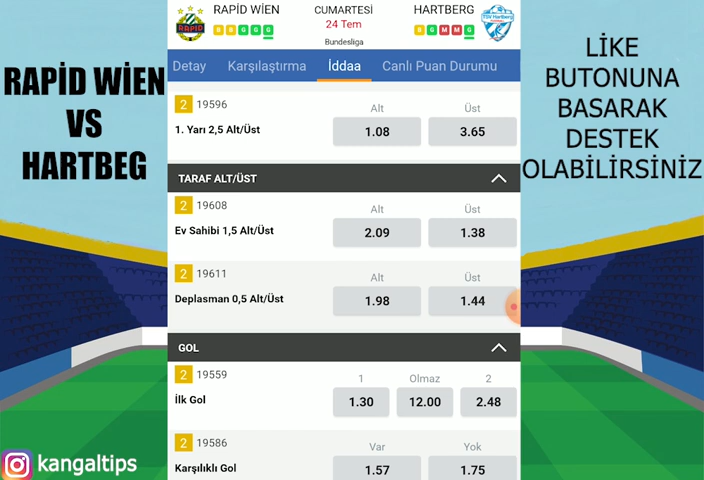 RAPİD WİEN
VS
HARTBEG
RAPİD WİEN
B B G G G
CUMARTESİ
24 Tem
Bundesliga
HARTBERG
B G M M G
RAPID
TSV Hartberg
Detay Karşılaştırma İddaa Canlı Puan Durumu
2 19596
1. Yarı 2,5 Alt/Üst
Alt Üst
1.08 3.65
TARAF ALT/ÜST
2 19608
Ev Sahibi 1,5 Alt/Üst
Alt Üst
2.09 1.38
2 19611
Deplasman 0,5 Alt/Üst
Alt Üst
1.98 1.44
GOL
2 19559
İlk Gol
1 Olmaz 2
1.30 12.00 2.48
2 19586
Karşılıklı Gol
Var Yok
1.57 1.75
LİKE
BUTONUNA
BASARAK
DESTEK
OLABİLİRSİNİZ
kangaltips